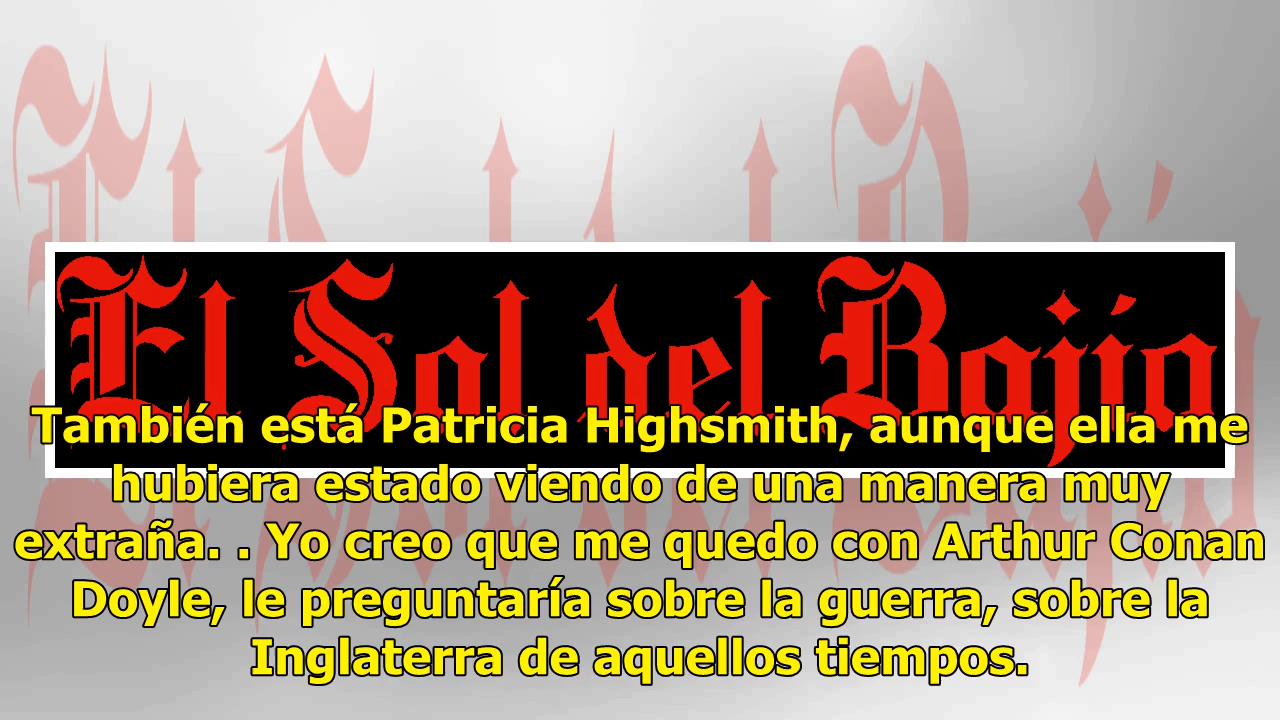 El Sol del Bajío
También está Patricia Highsmith, aunque ella me
hubiera estado viendo de una manera muy
extraña. . Yo creo que me quedo con Arthur Conan
Doyle, le preguntaría sobre la guerra, sobre la
Inglaterra de aquellos tiempos.